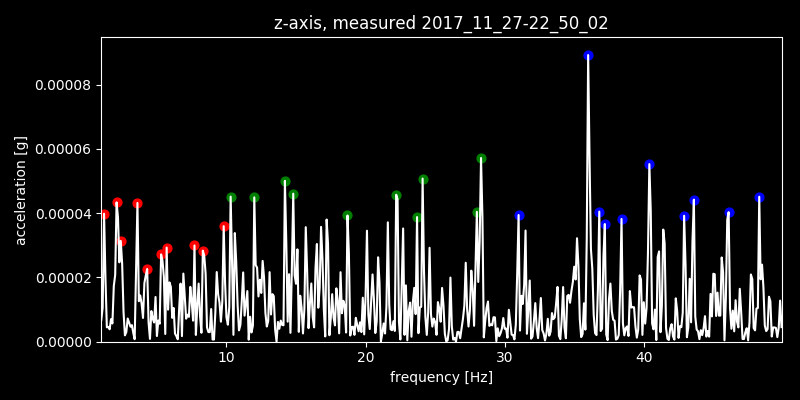 z-axis, measured 2017_11_27-22_50_02
acceleration [g]
0.00008
0.00006
0.00004
0.00002
0.00000
10 20 30 40
frequency [Hz]